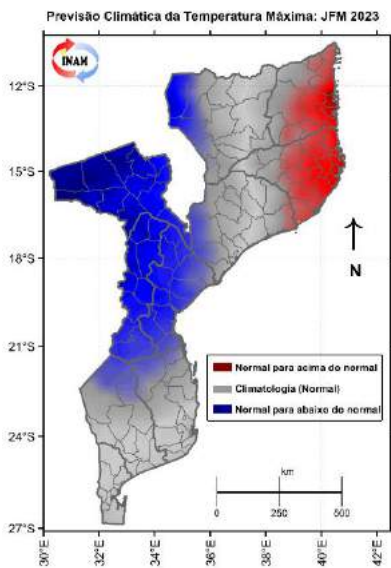 Previsão Climática da Temperatura Máxima: JFM 2023
INAM
12°S
15°S
18°S
21°S
24°S
27°S
N
Normal para acima do normal
Climatologia (Normal)
Normal para abaixo do normal
km
0 250 500
30°E 32°E 34°E 36°E 38°E 40°E 42°E